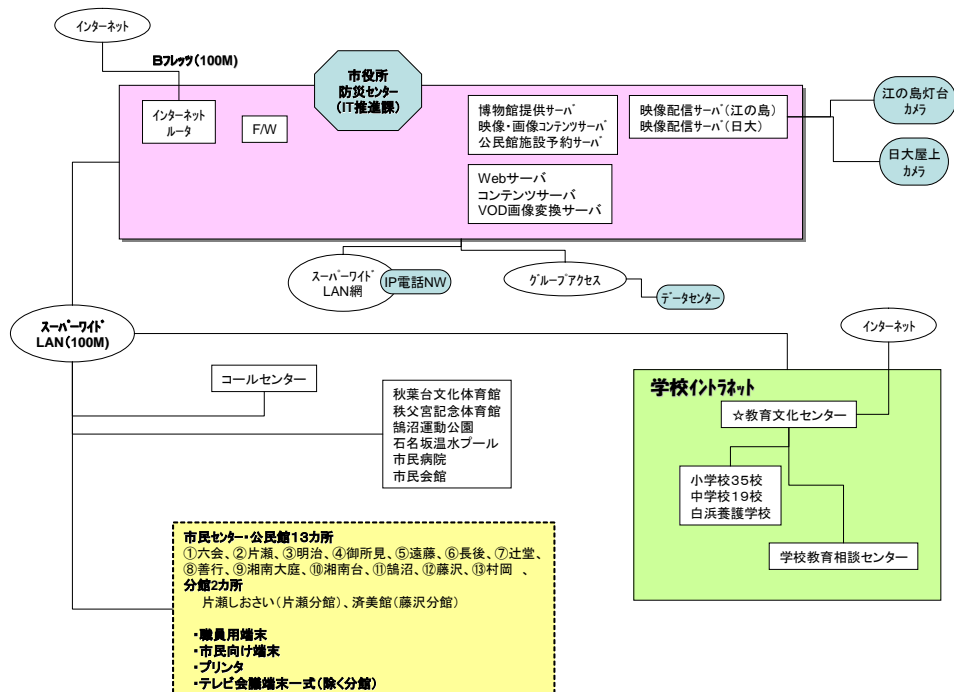 インターネット
Bフレッツ(100M)
市役所
防災センター
(IT推進課)
インターネット
ルータ
F/W
博物館提供サーバ
映像・画像コンテンツサーバ
公民館施設予約サーバ
映像配信サーバ(江の島)
映像配信サーバ(日大)
江の島灯台
カメラ
日大屋上
カメラ
Webサーバ
コンテンツサーバ
VOD画像変換サーバ
スーパーワイド
LAN網
IP電話NW
グループアクセス
データセンター
スーパーワイド
LAN(100M)
インターネット
コールセンター
秋葉台文化体育館
秩父宮記念体育館
鵠沼運動公園
石名坂温水プール
市民病院
市民会館
学校イントラネット
☆教育文化センター
小学校35校
中学校19校
白浜養護学校
学校教育相談センター
市民センター・公民館13カ所
①六会、②片瀬、③明治、④御所見、⑤遠藤、⑥長後、⑦辻堂、
⑧善行、⑨湘南大庭、⑩湘南台、⑪鵠沼、⑫藤沢、⑬村岡 、
分館2カ所
片瀬しおさい(片瀬分館)、済美館(藤沢分館)
・職員用端末
・市民向け端末
・プリンタ
・テレビ会議端末一式(除く分館)